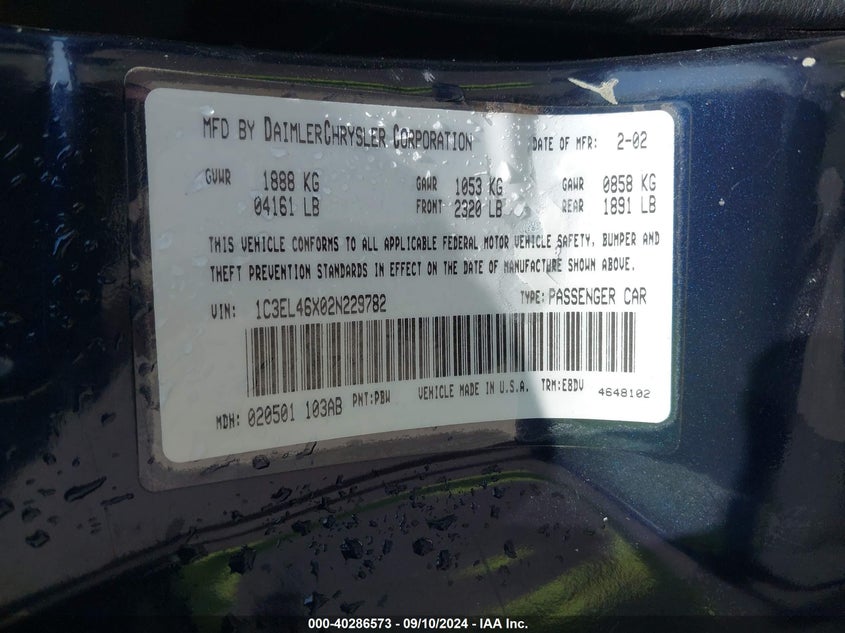 MFD BY DAIMLERCHRYSLER CORPORATION DATE OF MFR: 2-02
GVWR 1888 KG GAWR 1053 KG GAWR 0858 KG
04161 LB FRONT 2320 LB REAR 1891 LB
THIS VEHICLE CONFORMS TO ALL APPLICABLE FEDERAL MOTOR VEHICLE SAFETY, BUMPER AND
THEFT PREVENTION STANDARDS IN EFFECT ON THE DATE OF MANUFACTURE SHOWN ABOVE.
VIN: 1C3EL46X02N229782 TYPE: PASSENGER CAR
MDH: 020501 103AB PNT:PBW VEHICLE MADE IN U.S.A. TRM:E8DV 4648102
000-40286573 - 09/10/2024 - IAA Inc.